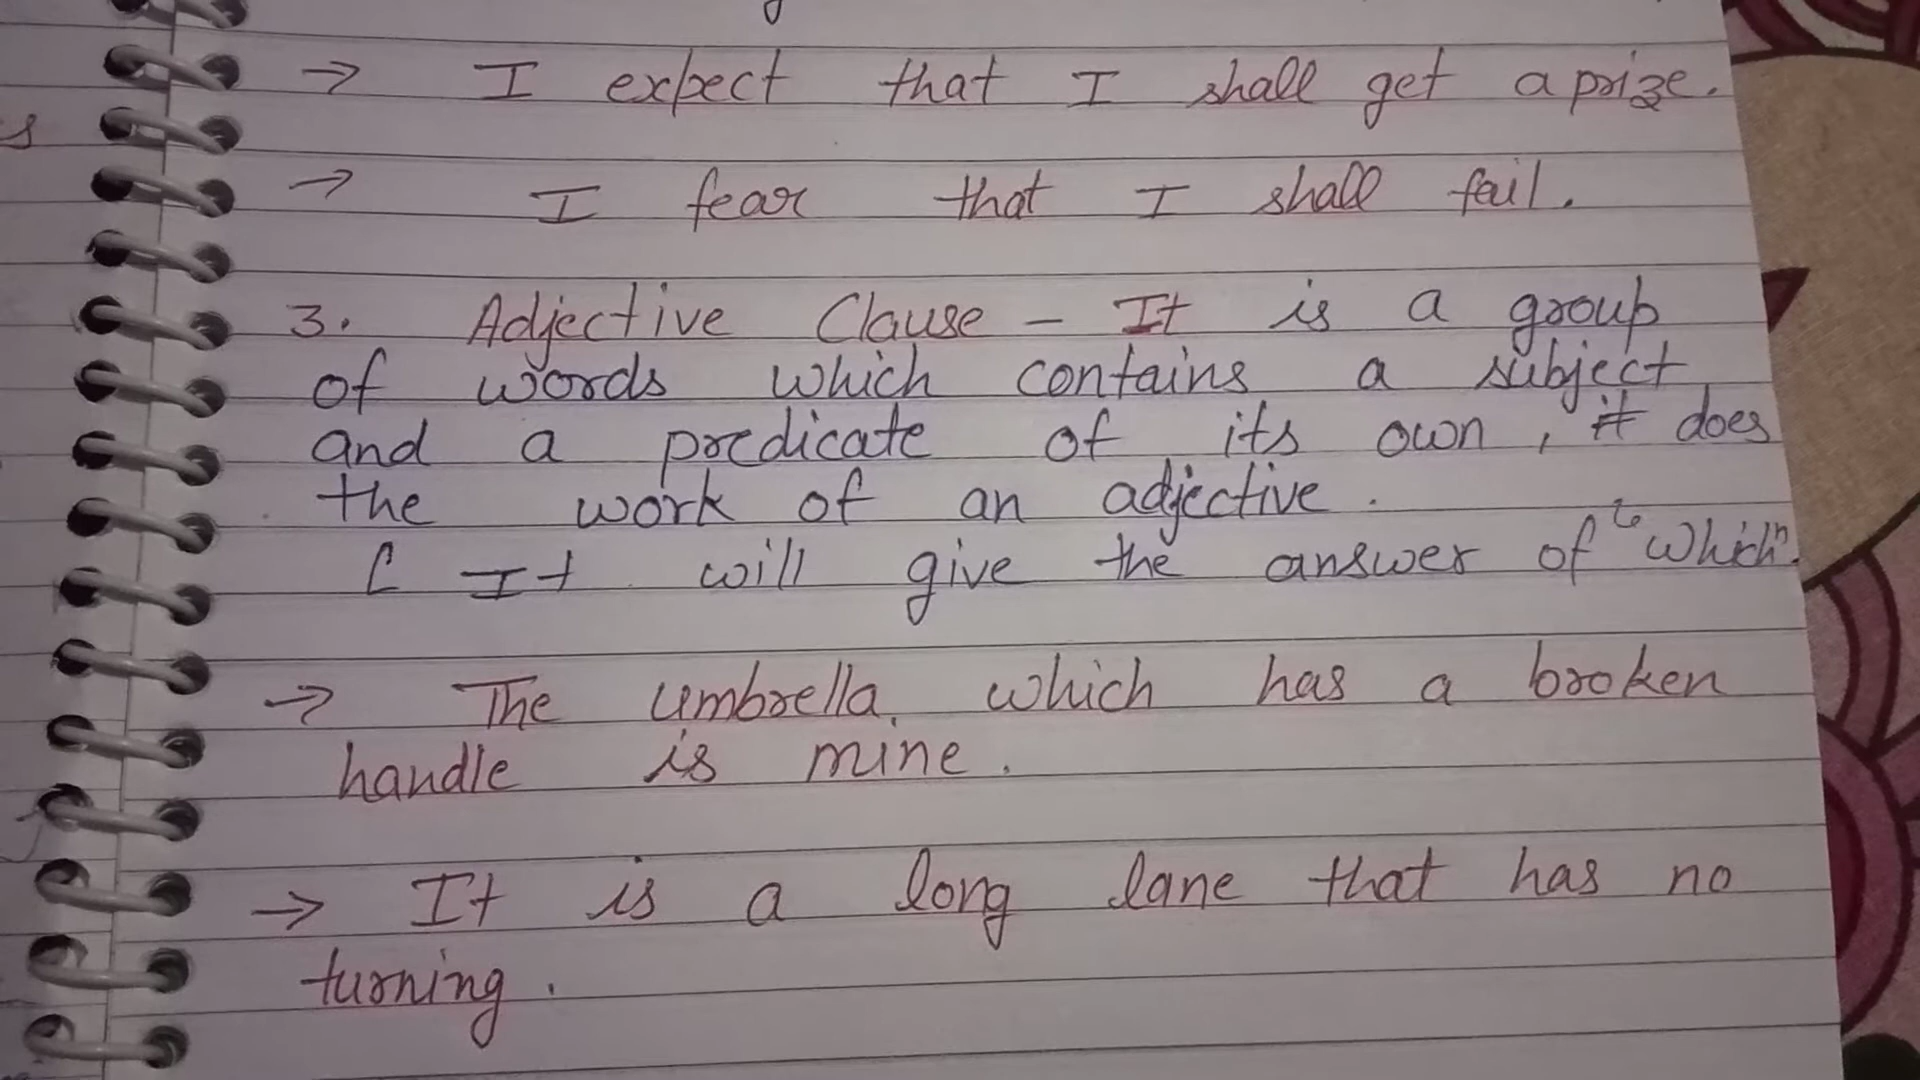 → I expect that I shall get a prize.
→ I fear that I shall fail.
3. Adjective Clause - It is a group
of words which contains a subject
and a predicate of its own, it does
the work of an adjective.
[ It will give the answer of "which".
→ The umbrella, which has a broken
handle is mine.
→ It is a long lane that has no
turning.